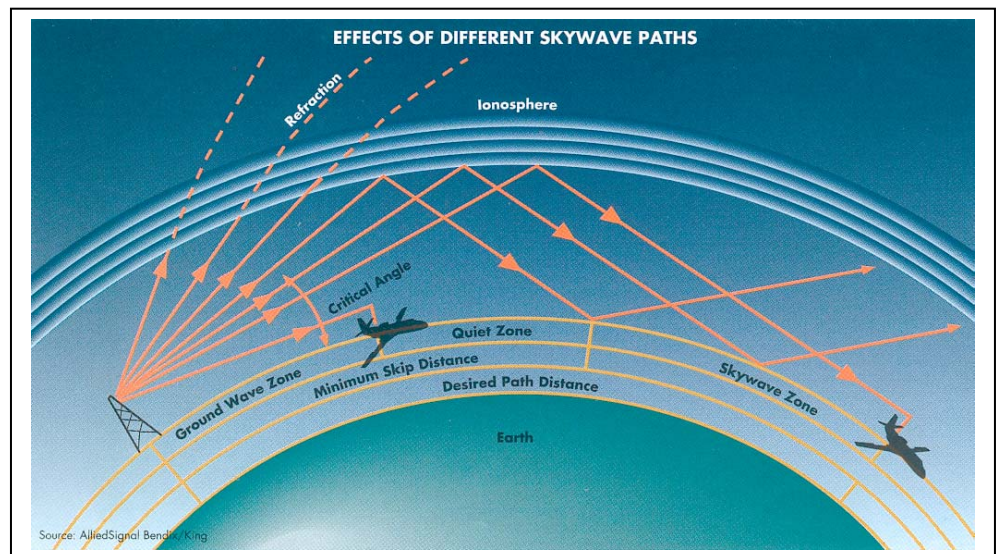 EFFECTS OF DIFFERENT SKYWAVE PATHS
Refraction
Ionosphere
Critical Angle
Quiet Zone
Ground Wave Zone
Minimum Skip Distance
Skywave Zone
Desired Path Distance
Earth
Source: AlliedSignal Bendix/King